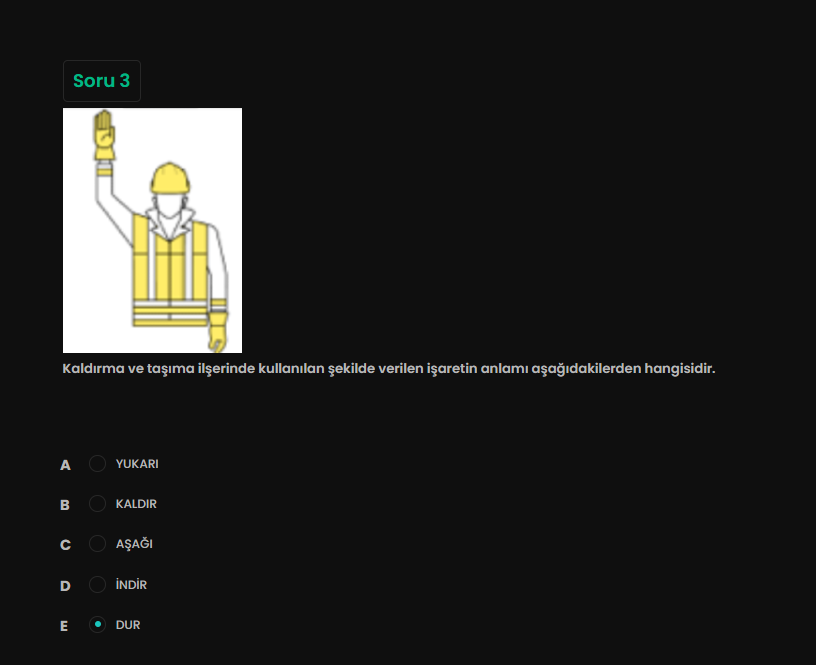 Soru 3
Kaldırma ve taşıma ilşerinde kullanılan şekilde verilen işaretin anlamı aşağıdakilerden hangisidir.
A YUKARI
B KALDIR
C AŞAĞI
D İNDİR
E DUR